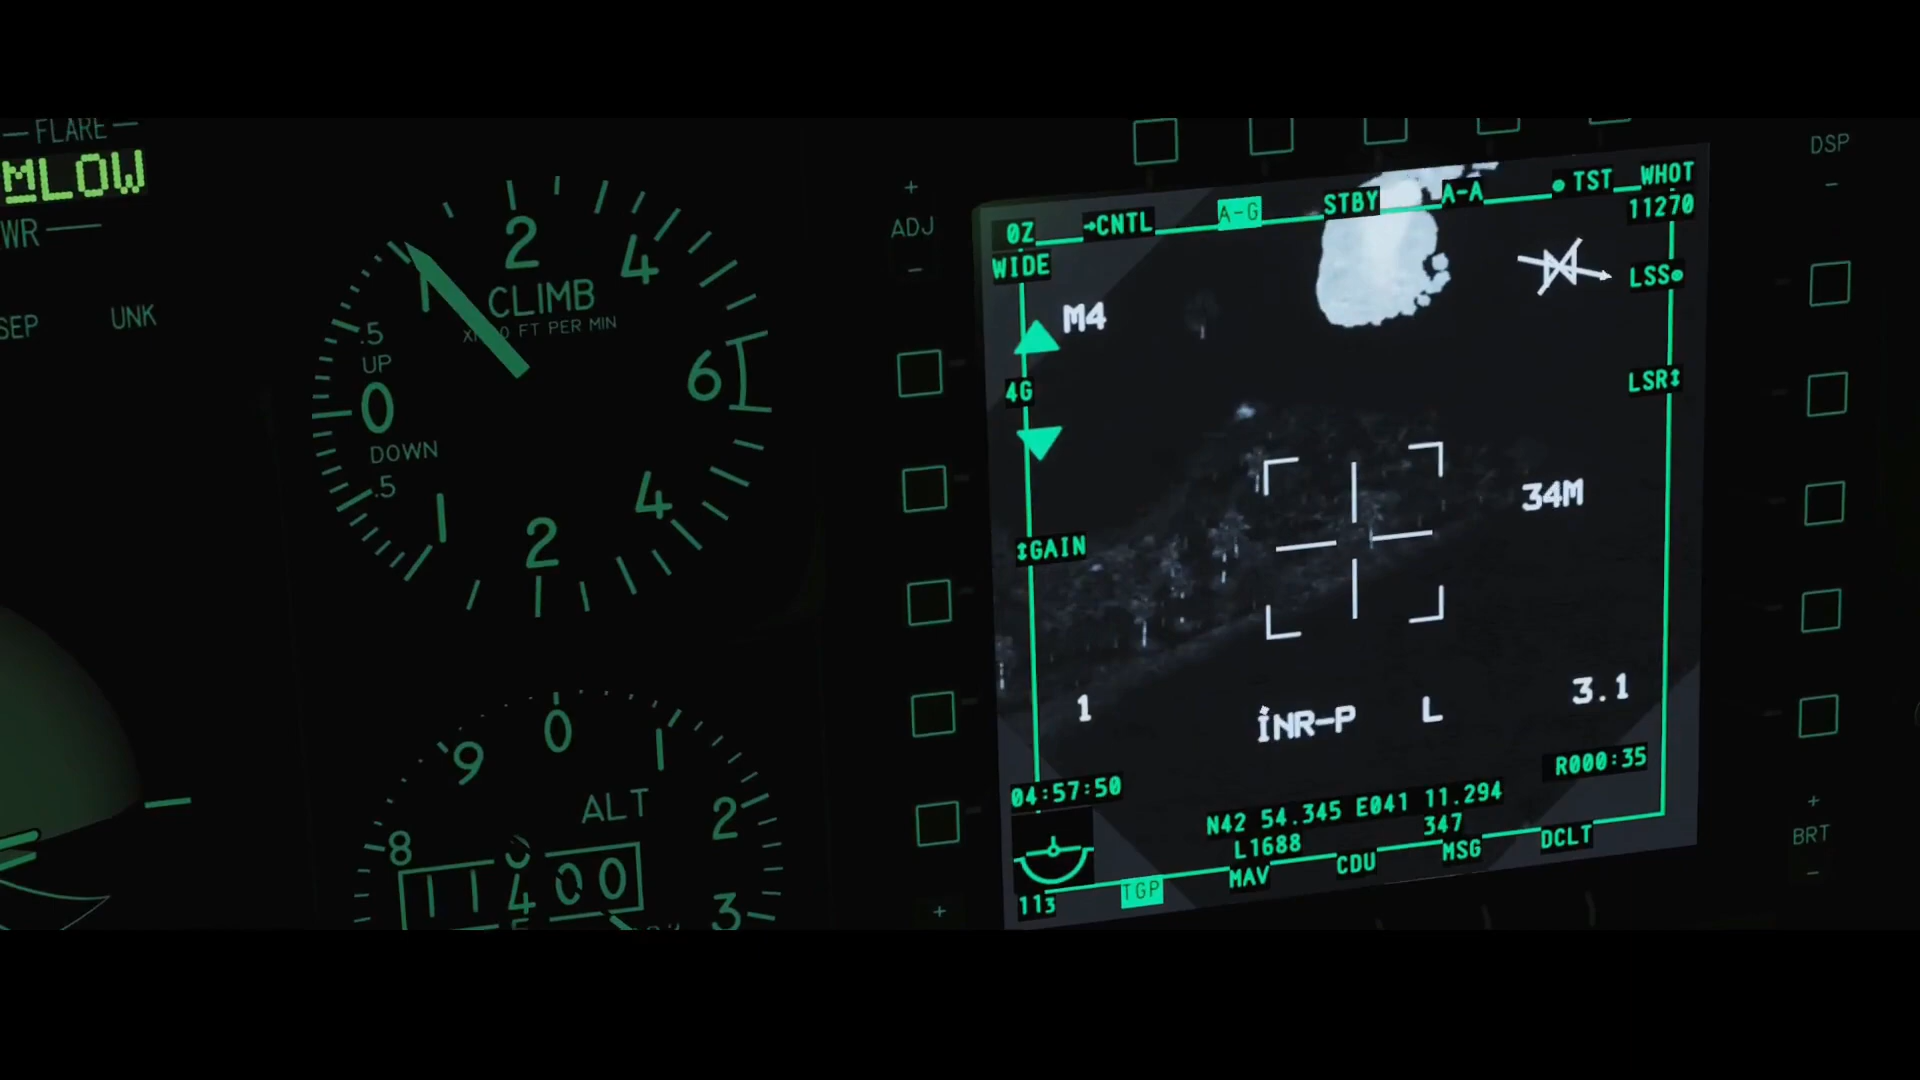 FLARE
MLOW
WR
SEP UNK
2
4
CLIMB
FT PER MIN
.5
UP
0
6
DOWN
.5
1
2
4
0
1
9
ALT
2
8
11400
3
+
ADJ
−
DSP
−
0Z →CNTL A-G STBY A-A TST WHOT
11270
WIDE
LSS
M4
4G
LSR↕
34M
↕GAIN
1 INR-P L 3.1
R000:35
04:57:50
N42 54.345 E041 11.294
L1688 347
113 TGP MAV CDU MSG DCLT
+
+
BRT
−